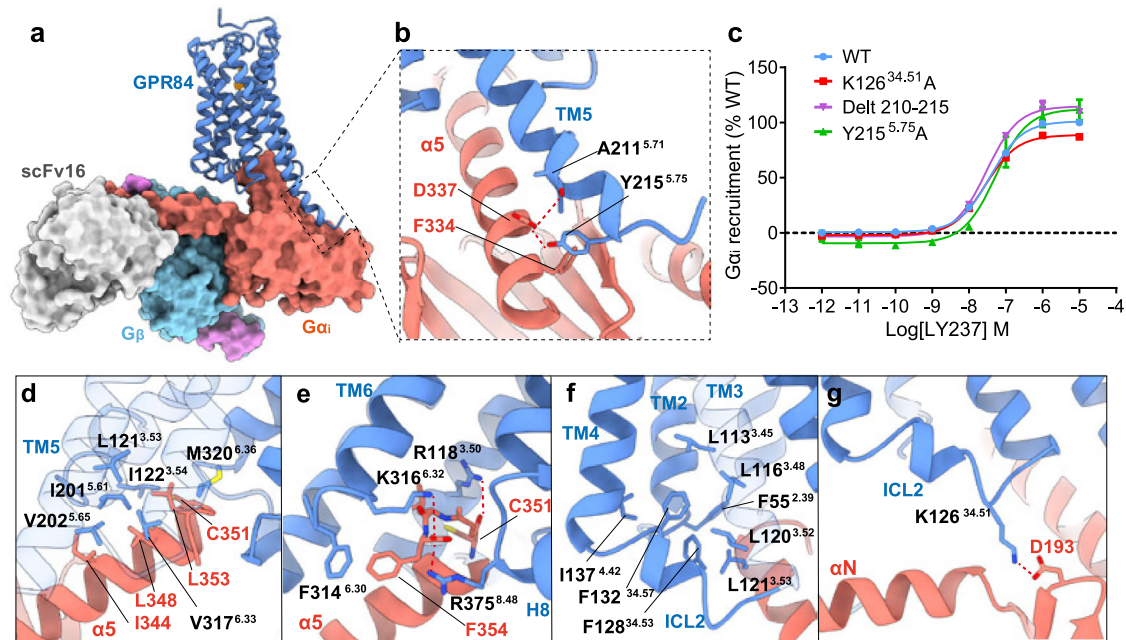 a
GPR84
scFv16
Gβ
Gαi
b
TM5
α5
A211 5.71
Y215 5.75
D337
F334
c
WT
K126 34.51 A
Delt 210-215
Y215 5.75 A
Gαi recruitment (% WT)
150
100
50
0
-50
-13 -12 -11 -10 -9 -8 -7 -6 -5 -4
Log[LY237] M
d
TM5
L121 3.53
M320 6.36
I122 3.54
I201 5.61
V202 5.65
C351
L353
L348
I344
V317 6.33
α5
e
TM6
R118 3.50
K316 6.32
C351
F314 6.30
R375 8.48
H8
α5
F354
f
TM3
TM2
TM4
L113 3.45
L116 3.48
F55 2.39
L120 3.52
I137 4.42
L121 3.53
F132 34.57
F128 34.53
ICL2
g
ICL2
K126 34.51
D193
αN